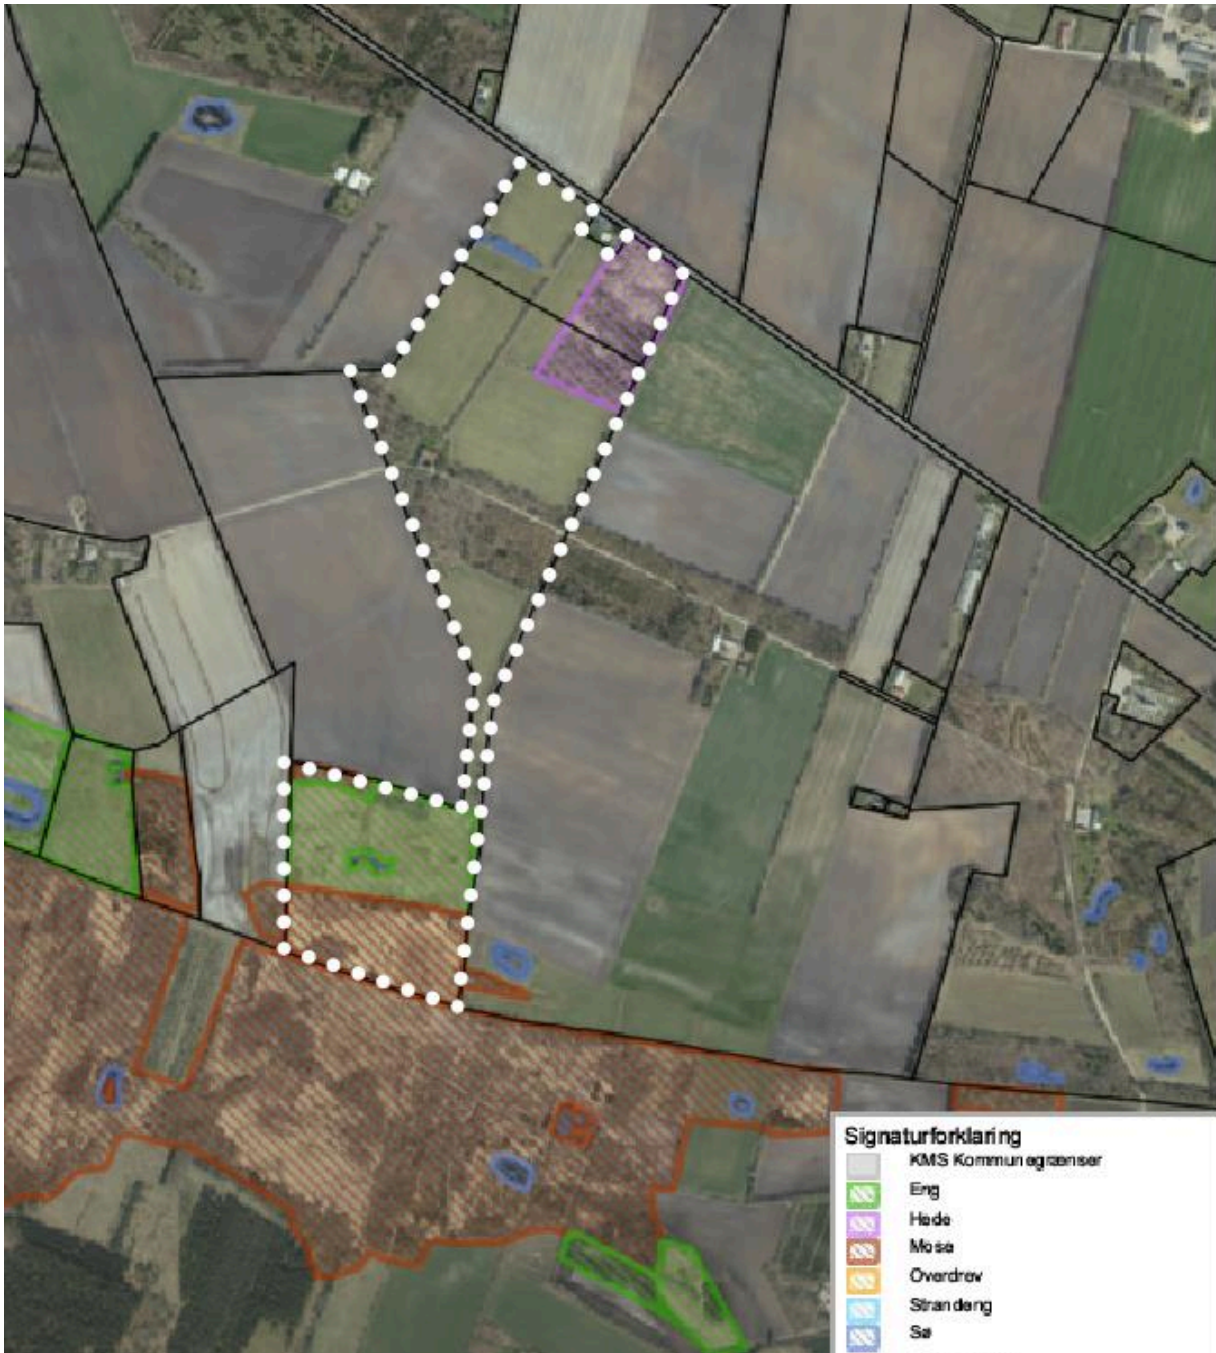 Signaturforklaring
KMS Kommunegrænser
Eng
Hede
Mose
Overdrev
Strandeng
Sø